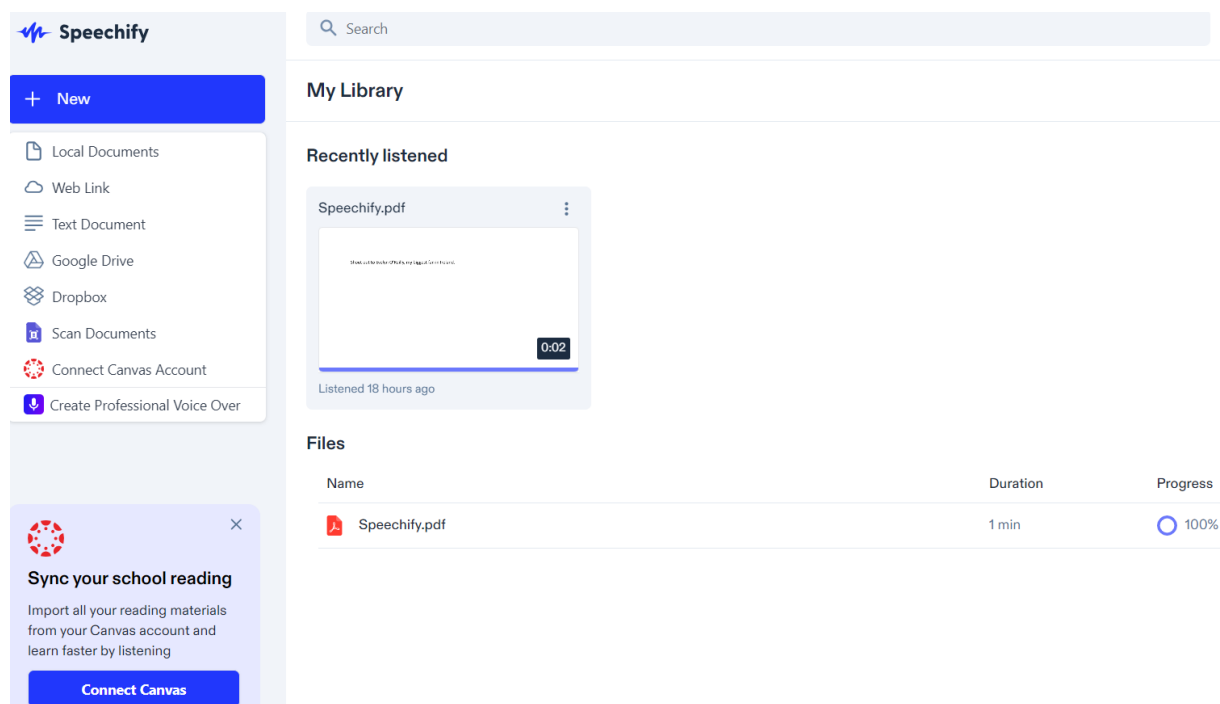 Speechify
Search
New
My Library
Local Documents
Web Link
Text Document
Google Drive
Dropbox
Scan Documents
Connect Canvas Account
Create Professional Voice Over
Recently listened
Speechify.pdf
0:02
Listened 18 hours ago
Files
Name Duration Progress
Speechify.pdf 1 min 100%
Sync your school reading
Import all your reading materials
from your Canvas account and
learn faster by listening
Connect Canvas